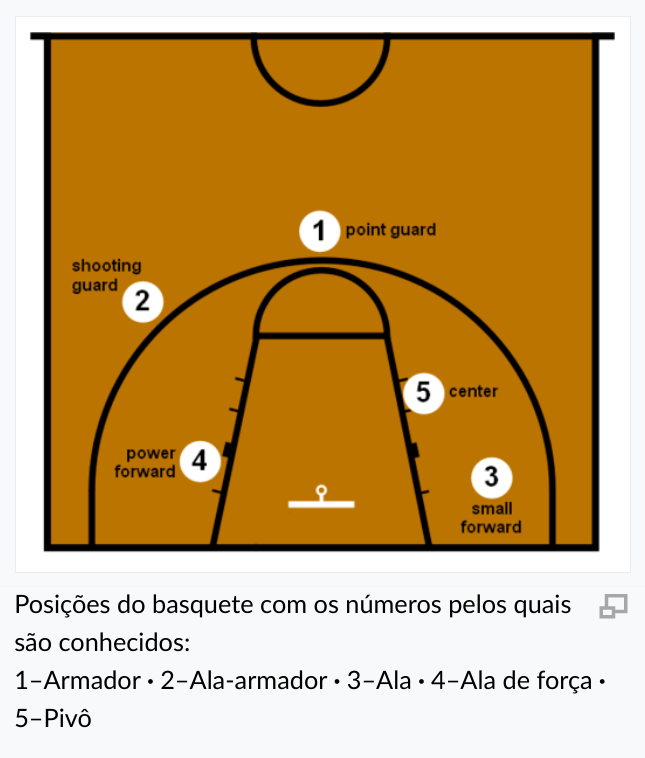 1 point guard
shooting
guard 2
5 center
power
forward 4
3
small
forward
Posições do basquete com os números pelos quais
são conhecidos:
1–Armador • 2–Ala-armador • 3–Ala • 4–Ala de força •
5–Pivô